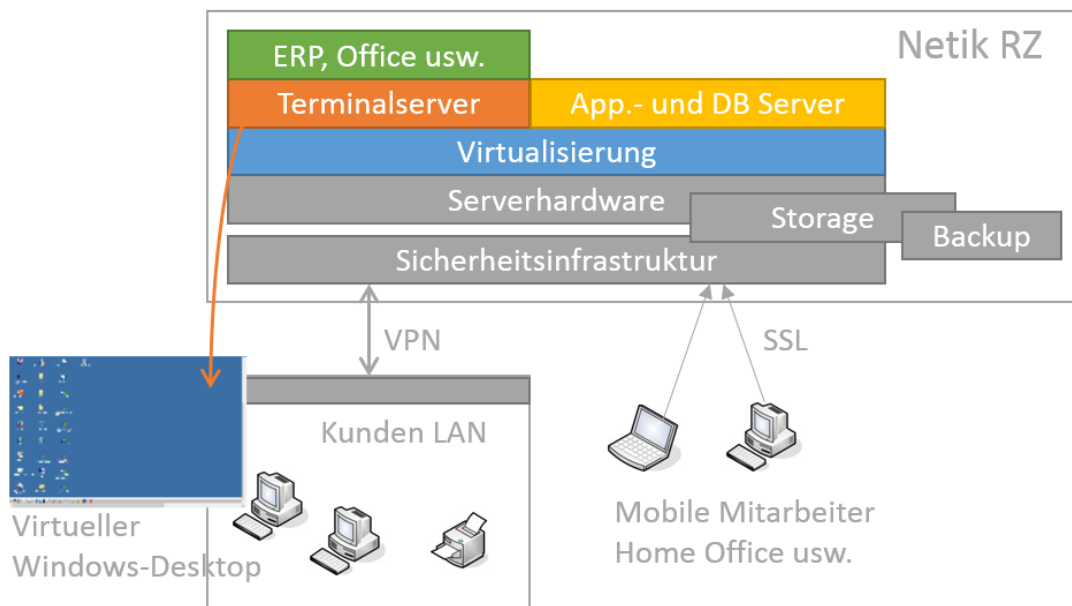 Netik RZ
ERP, Office usw.
Terminalserver
App.- und DB Server
Virtualisierung
Serverhardware
Storage
Backup
Sicherheitsinfrastruktur
VPN
SSL
Kunden LAN
Virtueller
Windows-Desktop
Mobile Mitarbeiter
Home Office usw.